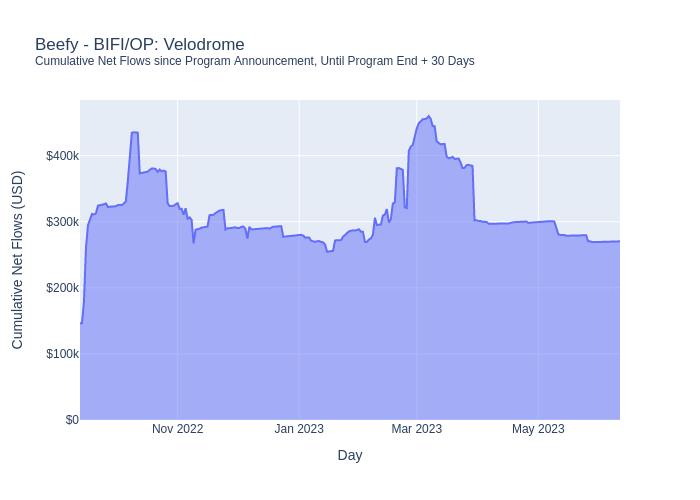 Beefy - BIFI/OP: Velodrome
Cumulative Net Flows since Program Announcement, Until Program End + 30 Days
Cumulative Net Flows (USD)
$400k
$300k
$200k
$100k
$0
Nov 2022
Jan 2023
Mar 2023
May 2023
Day